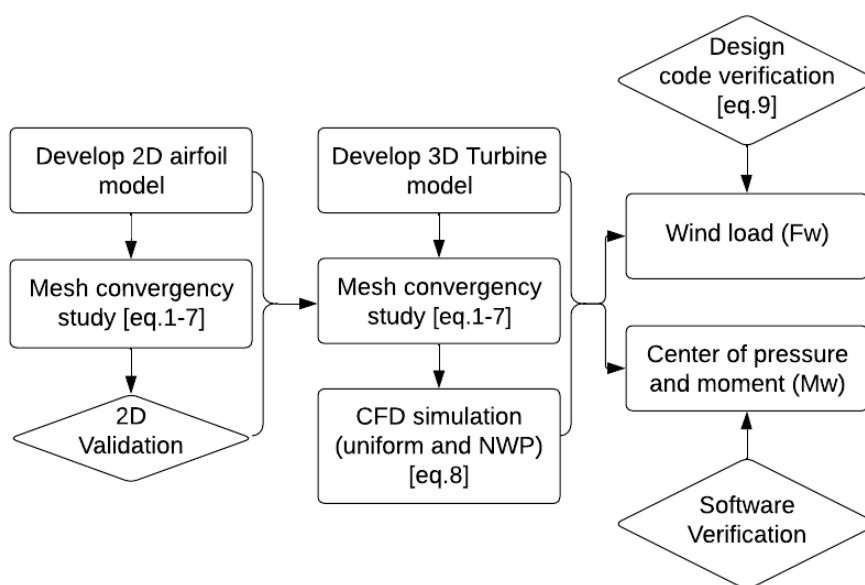 Develop 2D airfoil
model
Mesh convergency
study [eq.1-7]
2D
Validation
Develop 3D Turbine
model
Mesh convergency
study [eq.1-7]
CFD simulation
(uniform and NWP)
[eq.8]
Design
code verification
[eq.9]
Wind load (Fw)
Center of pressure
and moment (Mw)
Software
Verification